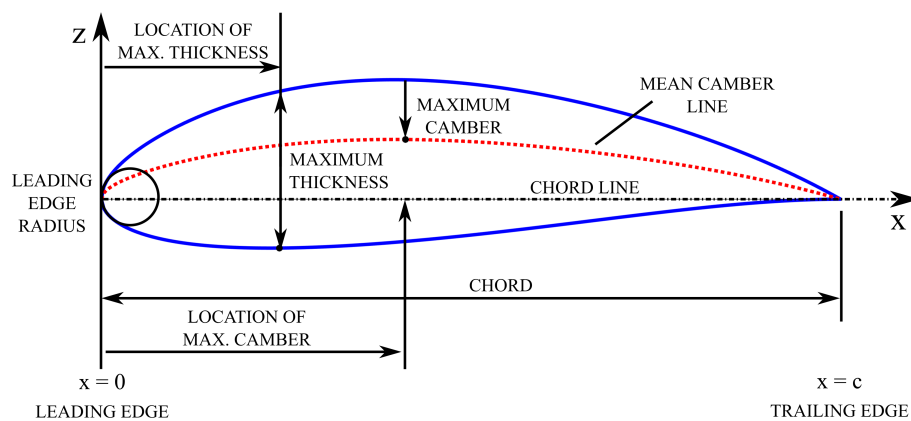 z
LOCATION OF
MAX. THICKNESS
MEAN CAMBER
LINE
MAXIMUM
CAMBER
MAXIMUM
THICKNESS
LEADING
EDGE
RADIUS
CHORD LINE
x
CHORD
LOCATION OF
MAX. CAMBER
x = 0
LEADING EDGE
x = c
TRAILING EDGE